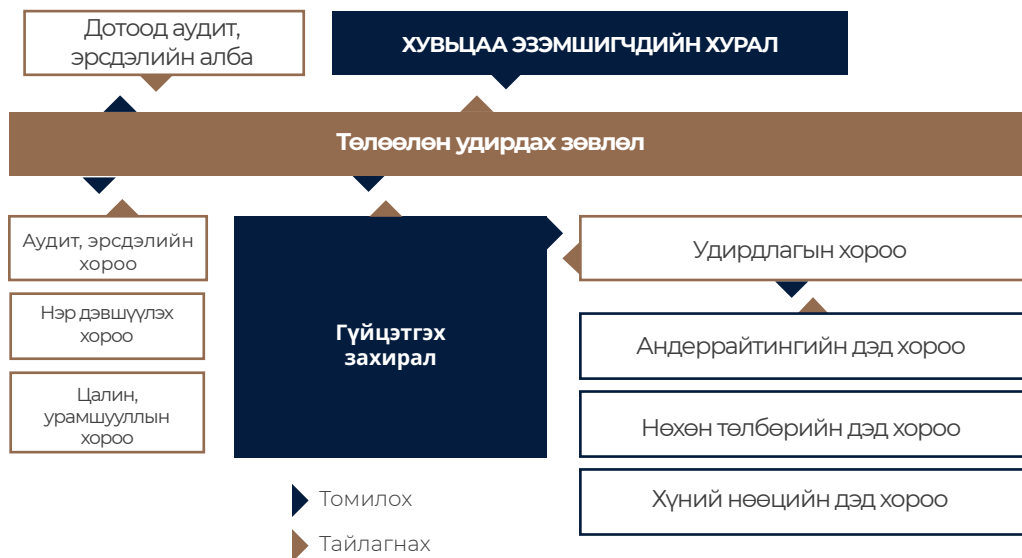 Дотоод аудит,
эрсдэлийн алба
ХУВЬЦАА ЭЗЭМШИГЧДИЙН ХУРАЛ
Төлөөлөн удирдах зөвлөл
Аудит, эрсдэлийн
хороо
Нэр дэвшүүлэх
хороо
Цалин,
урамшууллын
хороо
Гүйцэтгэх
захирал
Удирдлагын хороо
Андеррайтингийн дэд хороо
Нөхөн төлбөрийн дэд хороо
Хүний нөөцийн дэд хороо
Томилох
Тайлагнах